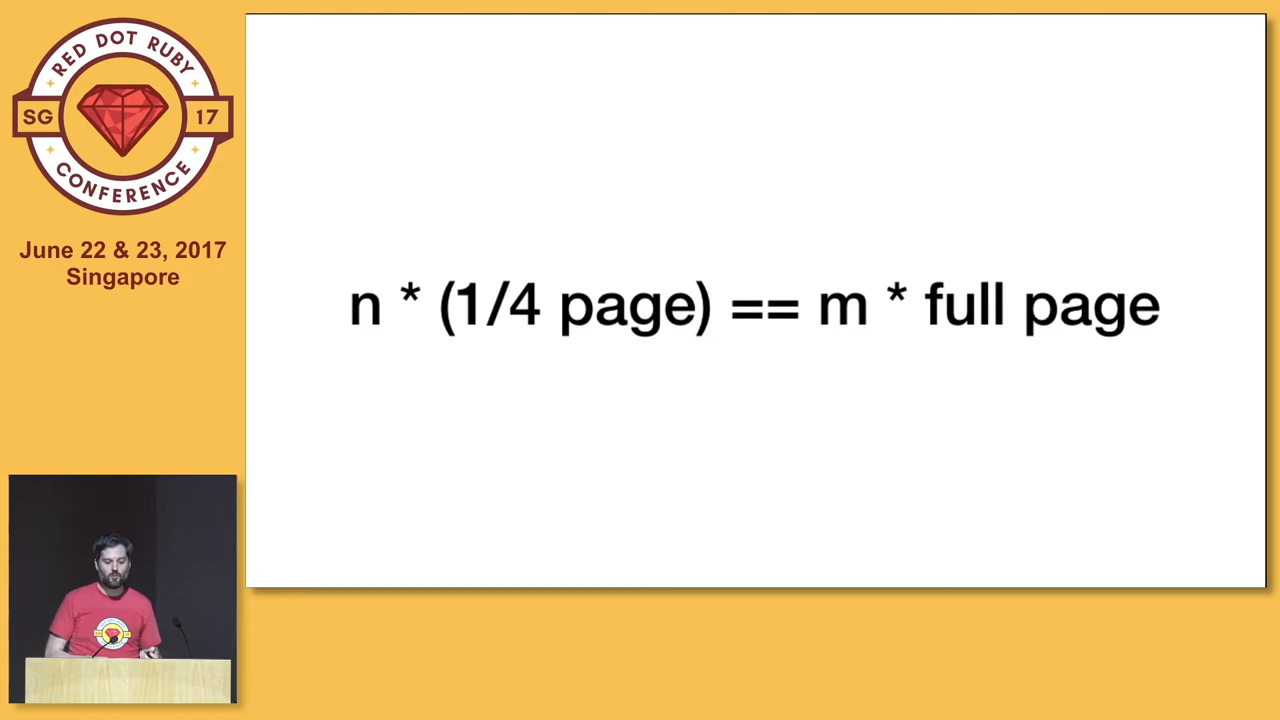 RED DOT RUBY
SG 17
CONFERENCE
June 22 & 23, 2017
Singapore
n * (1/4 page) == m * full page